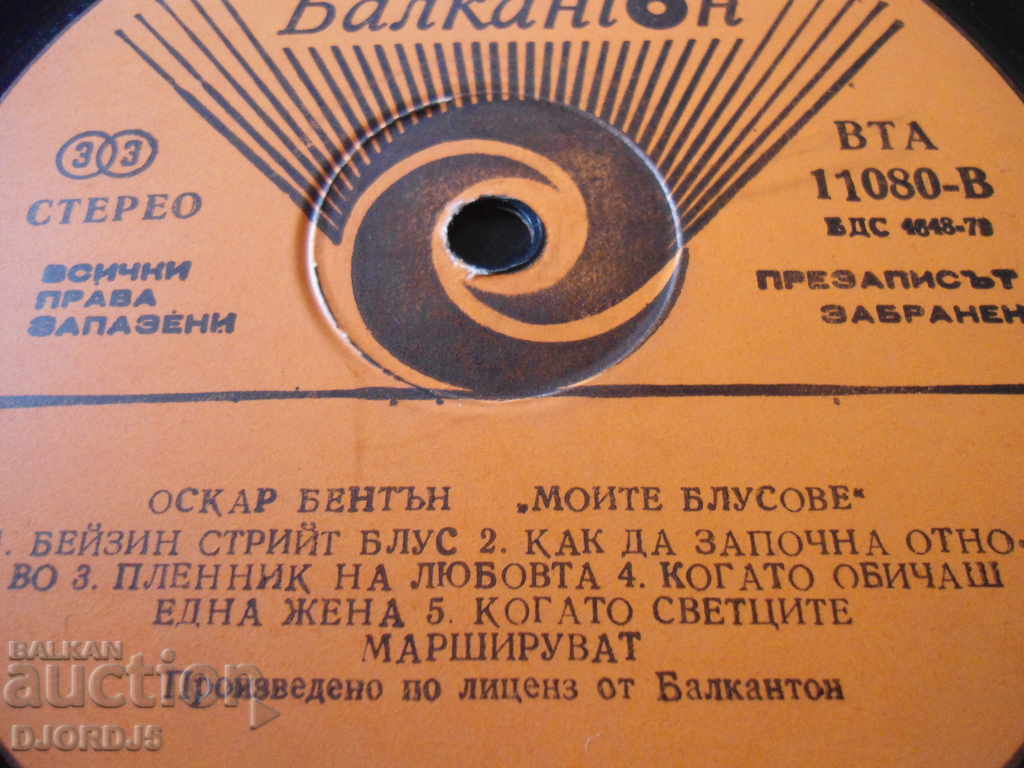 Балкантон
33
СТЕРЕО
ВСИЧКИ
ПРАВА
ЗАПАЗЕНИ
ВТА
11080-В
БДС 4648-79
ПРЕЗАПИСЪТ
ЗАБРАНЕН
ОСКАР БЕНТЪН „МОИТЕ БЛУСОВЕ“
1. БЕЙЗИН СТРИЙТ БЛУС 2. КАК ДА ЗАПОЧНА ОТНО-
ВО 3. ПЛЕННИК НА ЛЮБОВТА 4. КОГАТО ОБИЧАШ
ЕДНА ЖЕНА 5. КОГАТО СВЕТЦИТЕ
МАРШИРУВАТ
Произведено по лиценз от Балкантон
BALKAN
auction
DJORDJ5